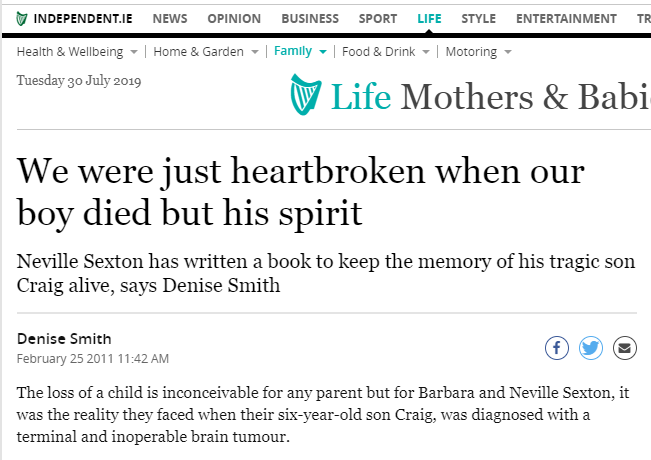 INDEPENDENT.IE NEWS OPINION BUSINESS SPORT LIFE STYLE ENTERTAINMENT TR
Health & Wellbeing Home & Garden Family Food & Drink Motoring
Tuesday 30 July 2019
Life Mothers & Babi
We were just heartbroken when our
boy died but his spirit
Neville Sexton has written a book to keep the memory of his tragic son
Craig alive, says Denise Smith
Denise Smith
February 25 2011 11:42 AM
The loss of a child is inconceivable for any parent but for Barbara and Neville Sexton, it
was the reality they faced when their six-year-old son Craig, was diagnosed with a
terminal and inoperable brain tumour.